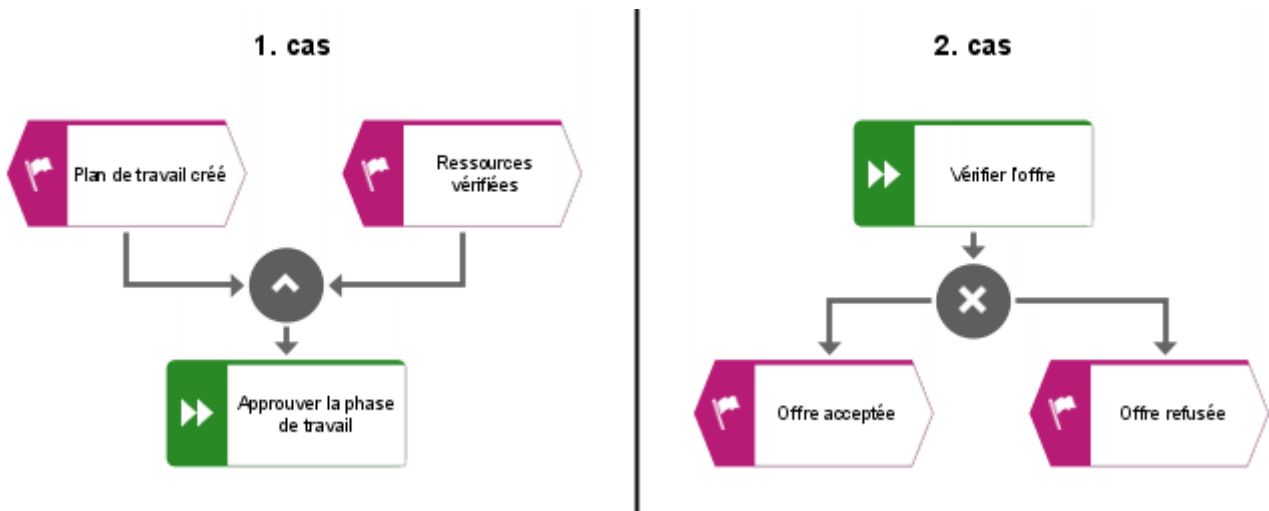 1. cas
Plan de travail créé
Ressources
vérifiées
Approuver la phase
de travail
2. cas
Vérifier l'offre
Offre acceptée
Offre refusée